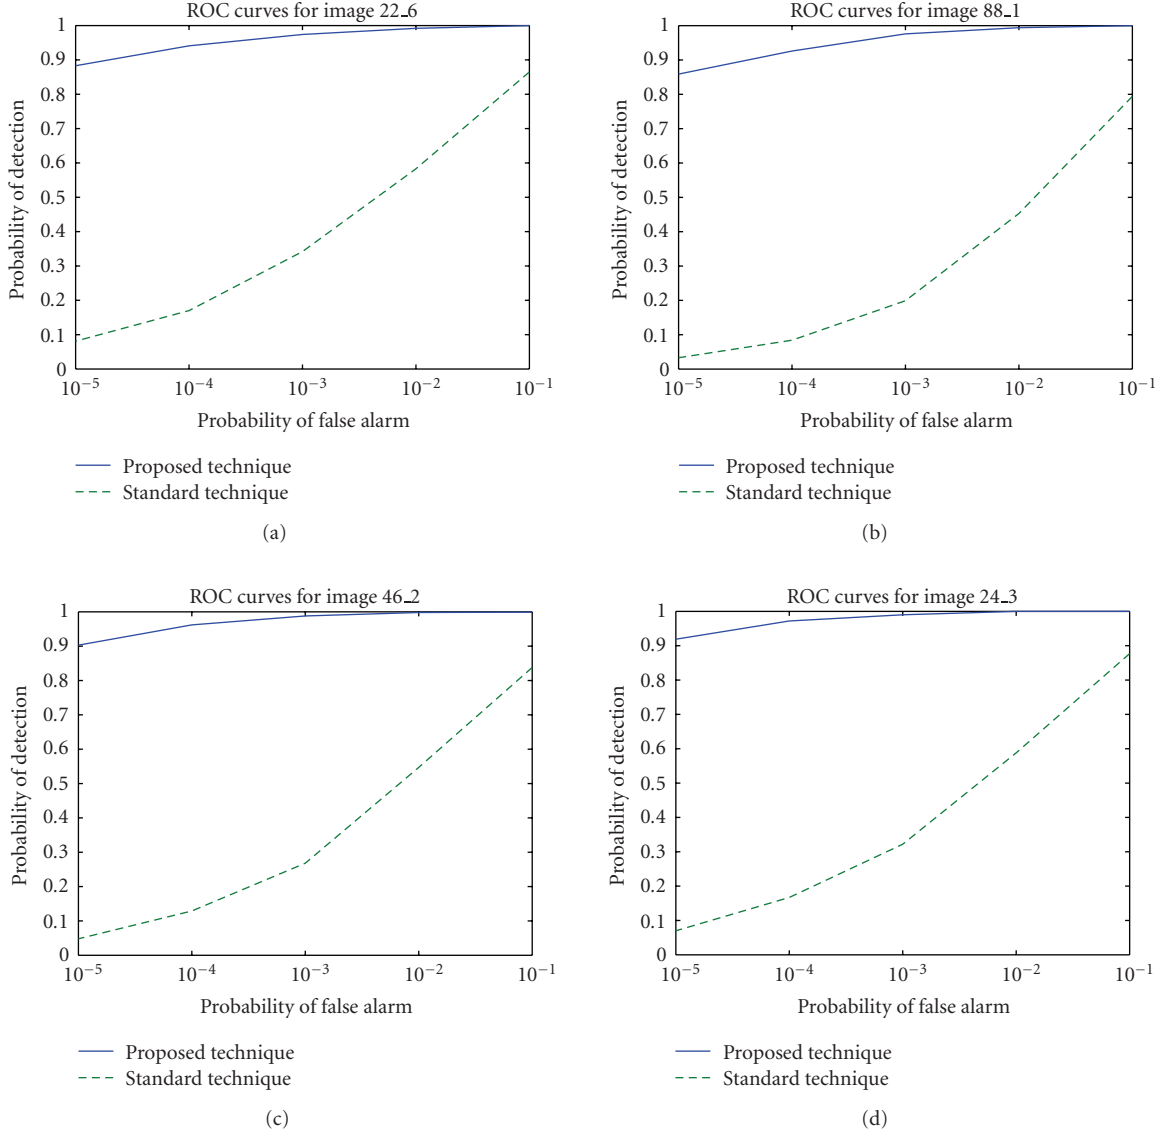 ROC curves for image 22_6
1
0.9
0.8
0.7
0.6
0.5
0.4
0.3
0.2
0.1
0
Probability of detection
10−5 10−4 10−3 10−2 10−1
Probability of false alarm
Proposed technique
Standard technique
(a)
ROC curves for image 88_1
1
0.9
0.8
0.7
0.6
0.5
0.4
0.3
0.2
0.1
0
Probability of detection
10−5 10−4 10−3 10−2 10−1
Probability of false alarm
Proposed technique
Standard technique
(b)
ROC curves for image 46_2
1
0.9
0.8
0.7
0.6
0.5
0.4
0.3
0.2
0.1
0
Probability of detection
10−5 10−4 10−3 10−2 10−1
Probability of false alarm
Proposed technique
Standard technique
(c)
ROC curves for image 24_3
1
0.9
0.8
0.7
0.6
0.5
0.4
0.3
0.2
0.1
0
Probability of detection
10−5 10−4 10−3 10−2 10−1
Probability of false alarm
Proposed technique
Standard technique
(d)